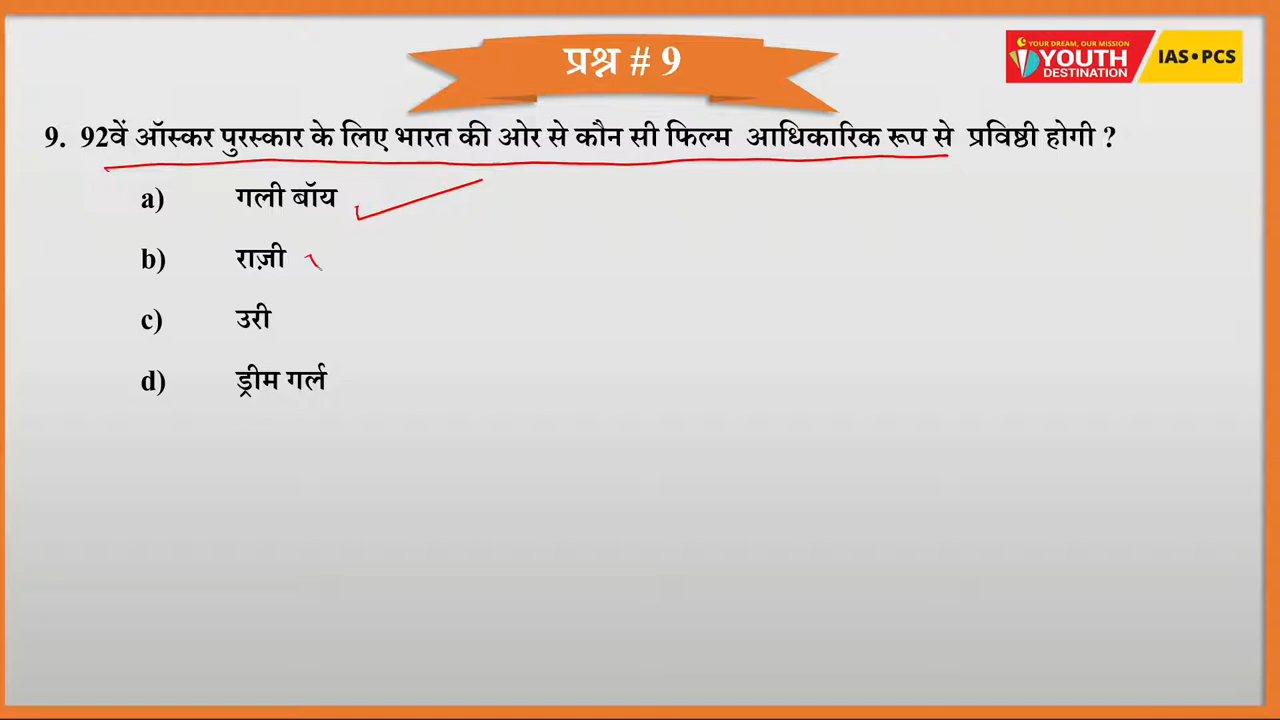 प्रश्न # 9
YOUR DREAM, OUR MISSION
YOUTH
DESTINATION
IAS•PCS
9. 92वें ऑस्कर पुरस्कार के लिए भारत की ओर से कौन सी फिल्म आधिकारिक रूप से प्रविष्ठी होगी ?
a) गली बॉय
b) राज़ी
c) उरी
d) ड्रीम गर्ल